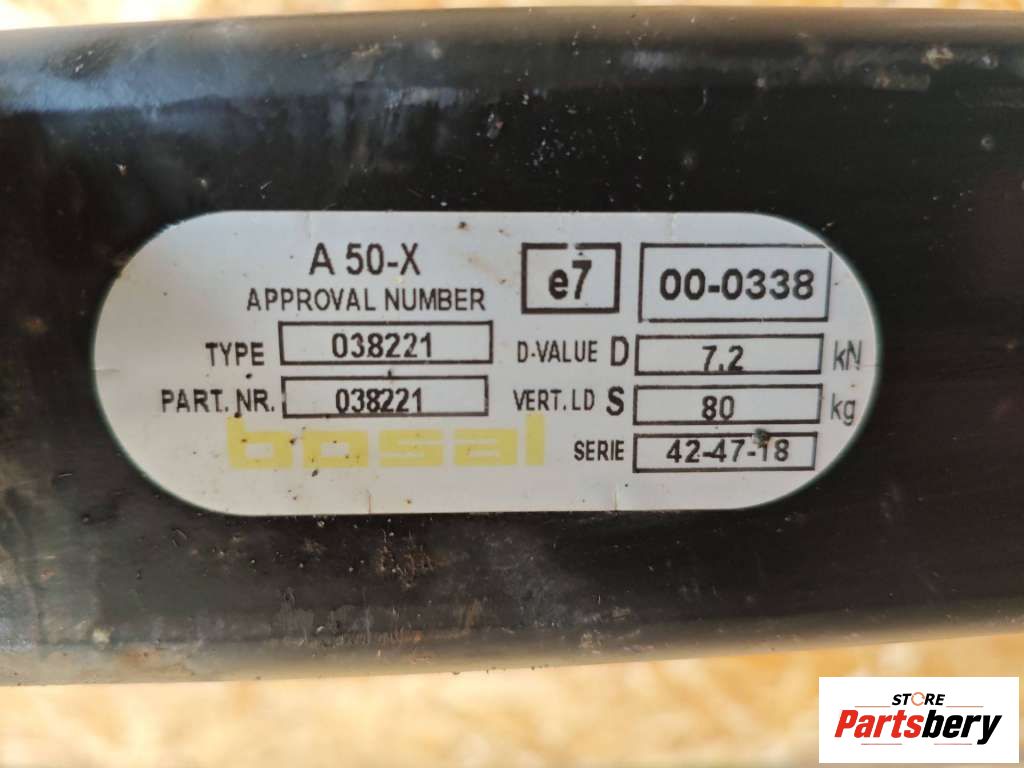 A 50-X
APPROVAL NUMBER
e7
00-0338
TYPE 038221
D-VALUE D 7.2 kN
PART. NR. 038221
VERT.LD S 80 kg
bosal
SERIE 42-47-18
STORE
Partsbery